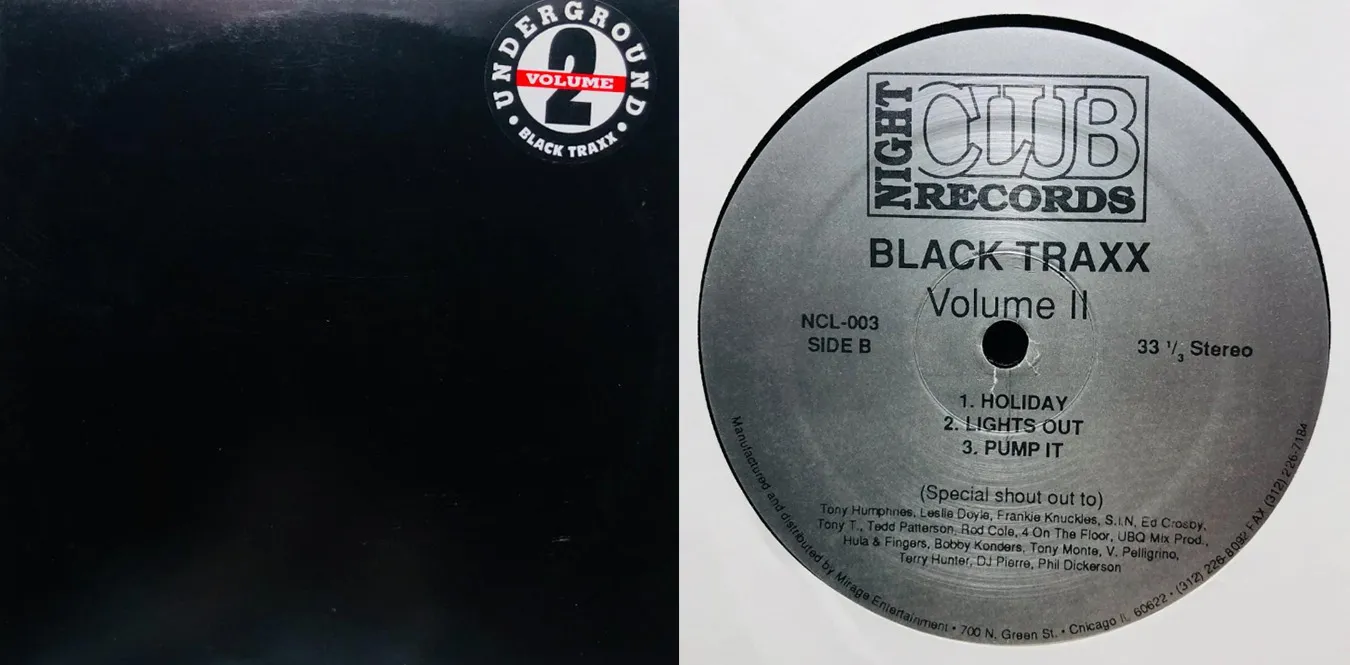 UNDERGROUND
2
VOLUME
• BLACK TRAXX •
NIGHT
CLUB
RECORDS
BLACK TRAXX
Volume II
NCL-003
SIDE B
33 1/3 Stereo
1. HOLIDAY
2. LIGHTS OUT
3. PUMP IT
(Special shout out to)
Tony Humphries, Leslie Doyle, Frankie Knuckles, S.I.N, Ed Crosby,
Tony T., Tedd Patterson, Rod Cole, 4 On The Floor, UBQ Mix Prod.,
Hula & Fingers, Bobby Konders, Tony Monte, V. Pelligrino,
Terry Hunter, DJ Pierre, Phil Dickerson
Manufactured and distributed by Mirage Entertainment • 700 N. Green St. • Chicago IL 60622 • (312) 226-8092 FAX (312) 226-7184